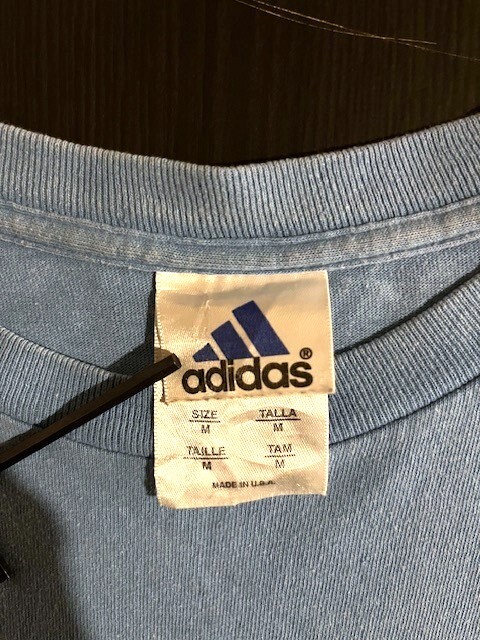 adidas®
SIZE TALLA
M M
TAILLE TAM
M M
MADE IN U.S.A.